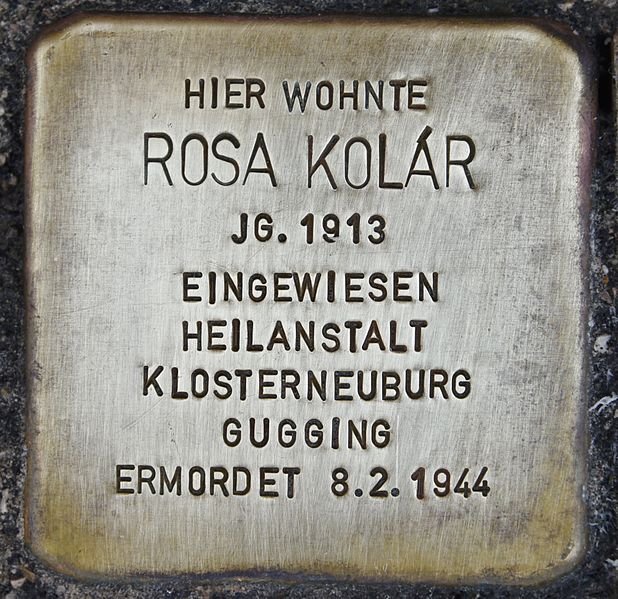 HIER WOHNTE
ROSA KOLÁR
JG. 1913
EINGEWIESEN
HEILANSTALT
KLOSTERNEUBURG
GUGGING
ERMORDET 8.2.1944